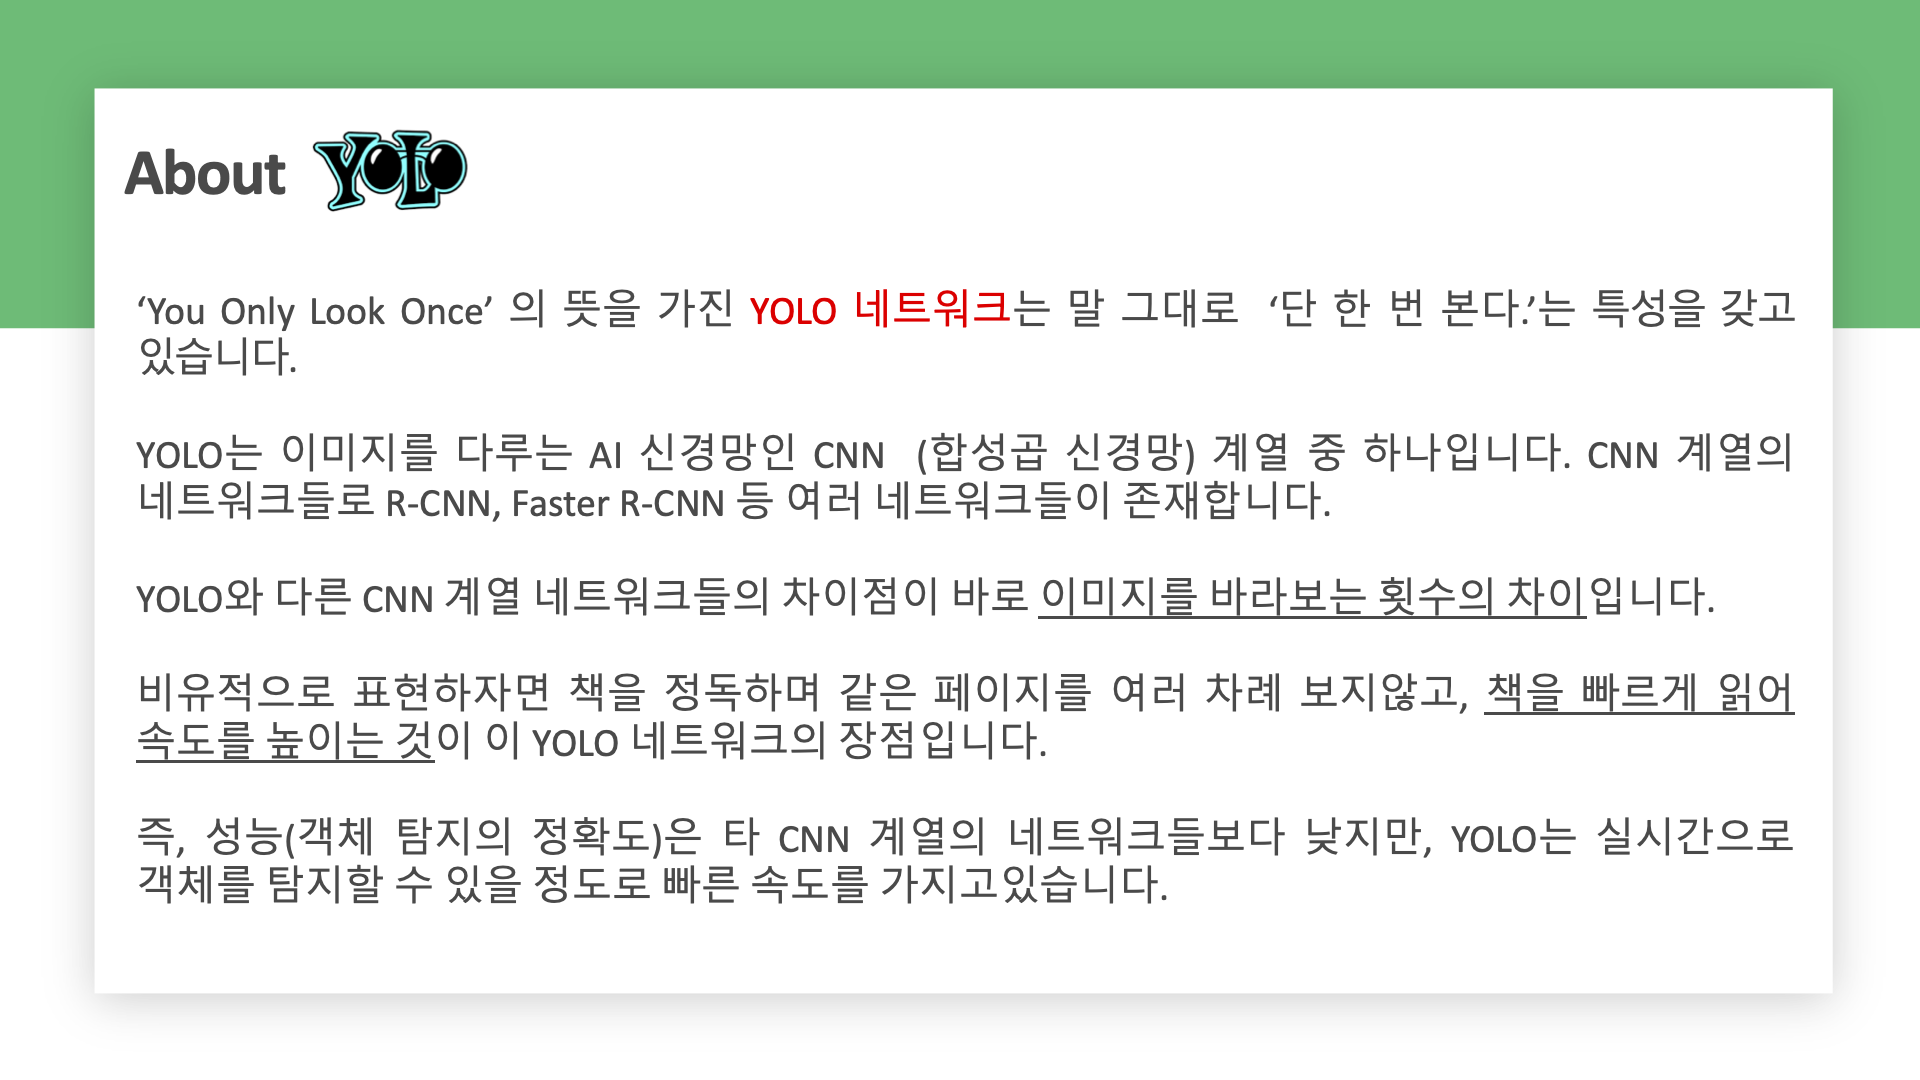 About YOLO
‘You Only Look Once’ 의 뜻을 가진 YOLO 네트워크는 말 그대로 ‘단 한 번 본다.’는 특성을 갖고
있습니다.
YOLO는 이미지를 다루는 AI 신경망인 CNN (합성곱 신경망) 계열 중 하나입니다. CNN 계열의
네트워크들로 R-CNN, Faster R-CNN 등 여러 네트워크들이 존재합니다.
YOLO와 다른 CNN 계열 네트워크들의 차이점이 바로 이미지를 바라보는 횟수의 차이입니다.
비유적으로 표현하자면 책을 정독하며 같은 페이지를 여러 차례 보지않고, 책을 빠르게 읽어
속도를 높이는 것이 이 YOLO 네트워크의 장점입니다.
즉, 성능(객체 탐지의 정확도)은 타 CNN 계열의 네트워크들보다 낮지만, YOLO는 실시간으로
객체를 탐지할 수 있을 정도로 빠른 속도를 가지고있습니다.